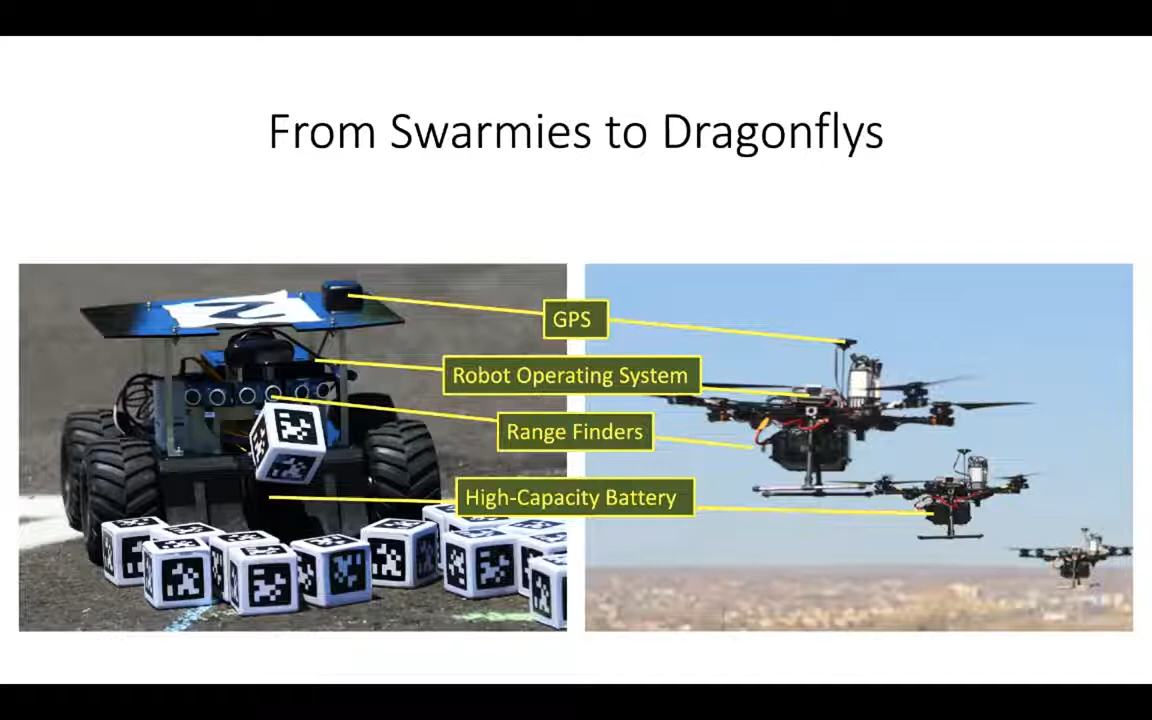 From Swarmies to Dragonflys
GPS
Robot Operating System
Range Finders
High-Capacity Battery